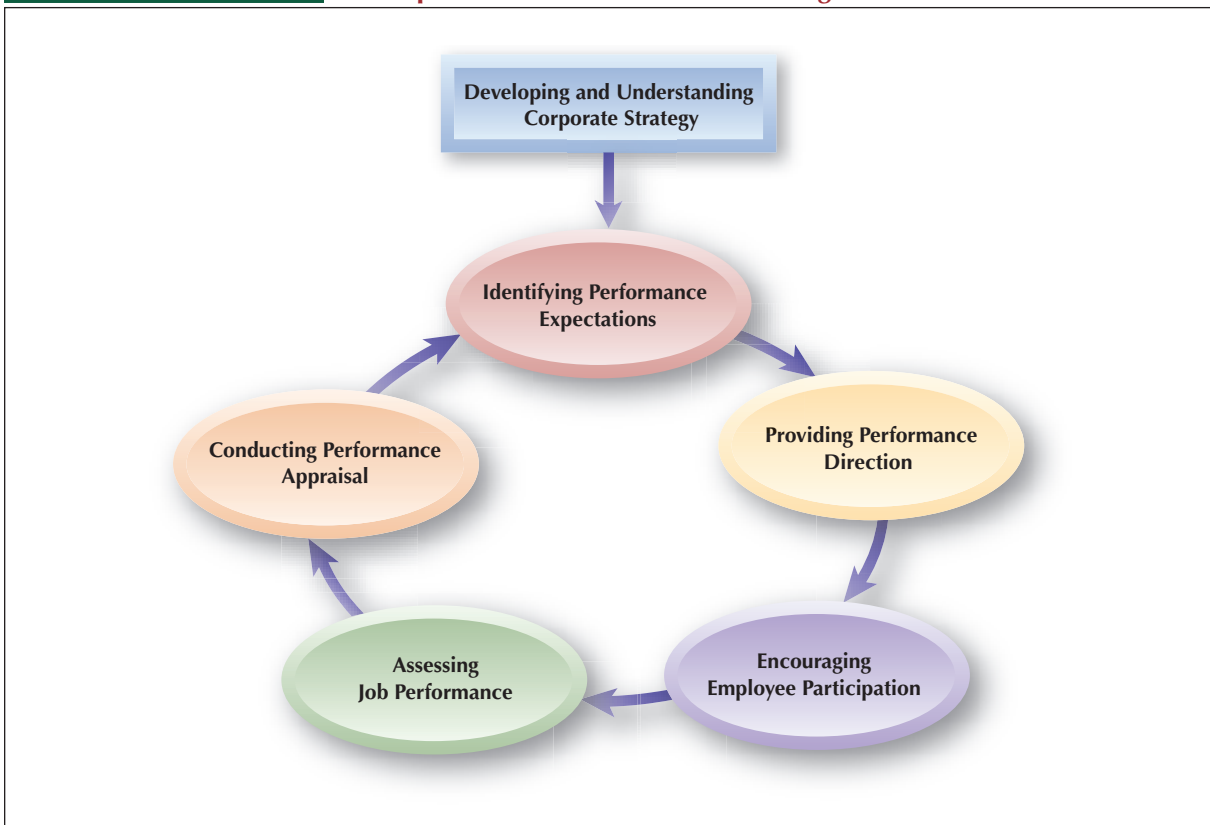 Developing and Understanding
Corporate Strategy
Identifying Performance
Expectations
Providing Performance
Direction
Encouraging
Employee Participation
Assessing
Job Performance
Conducting Performance
Appraisal